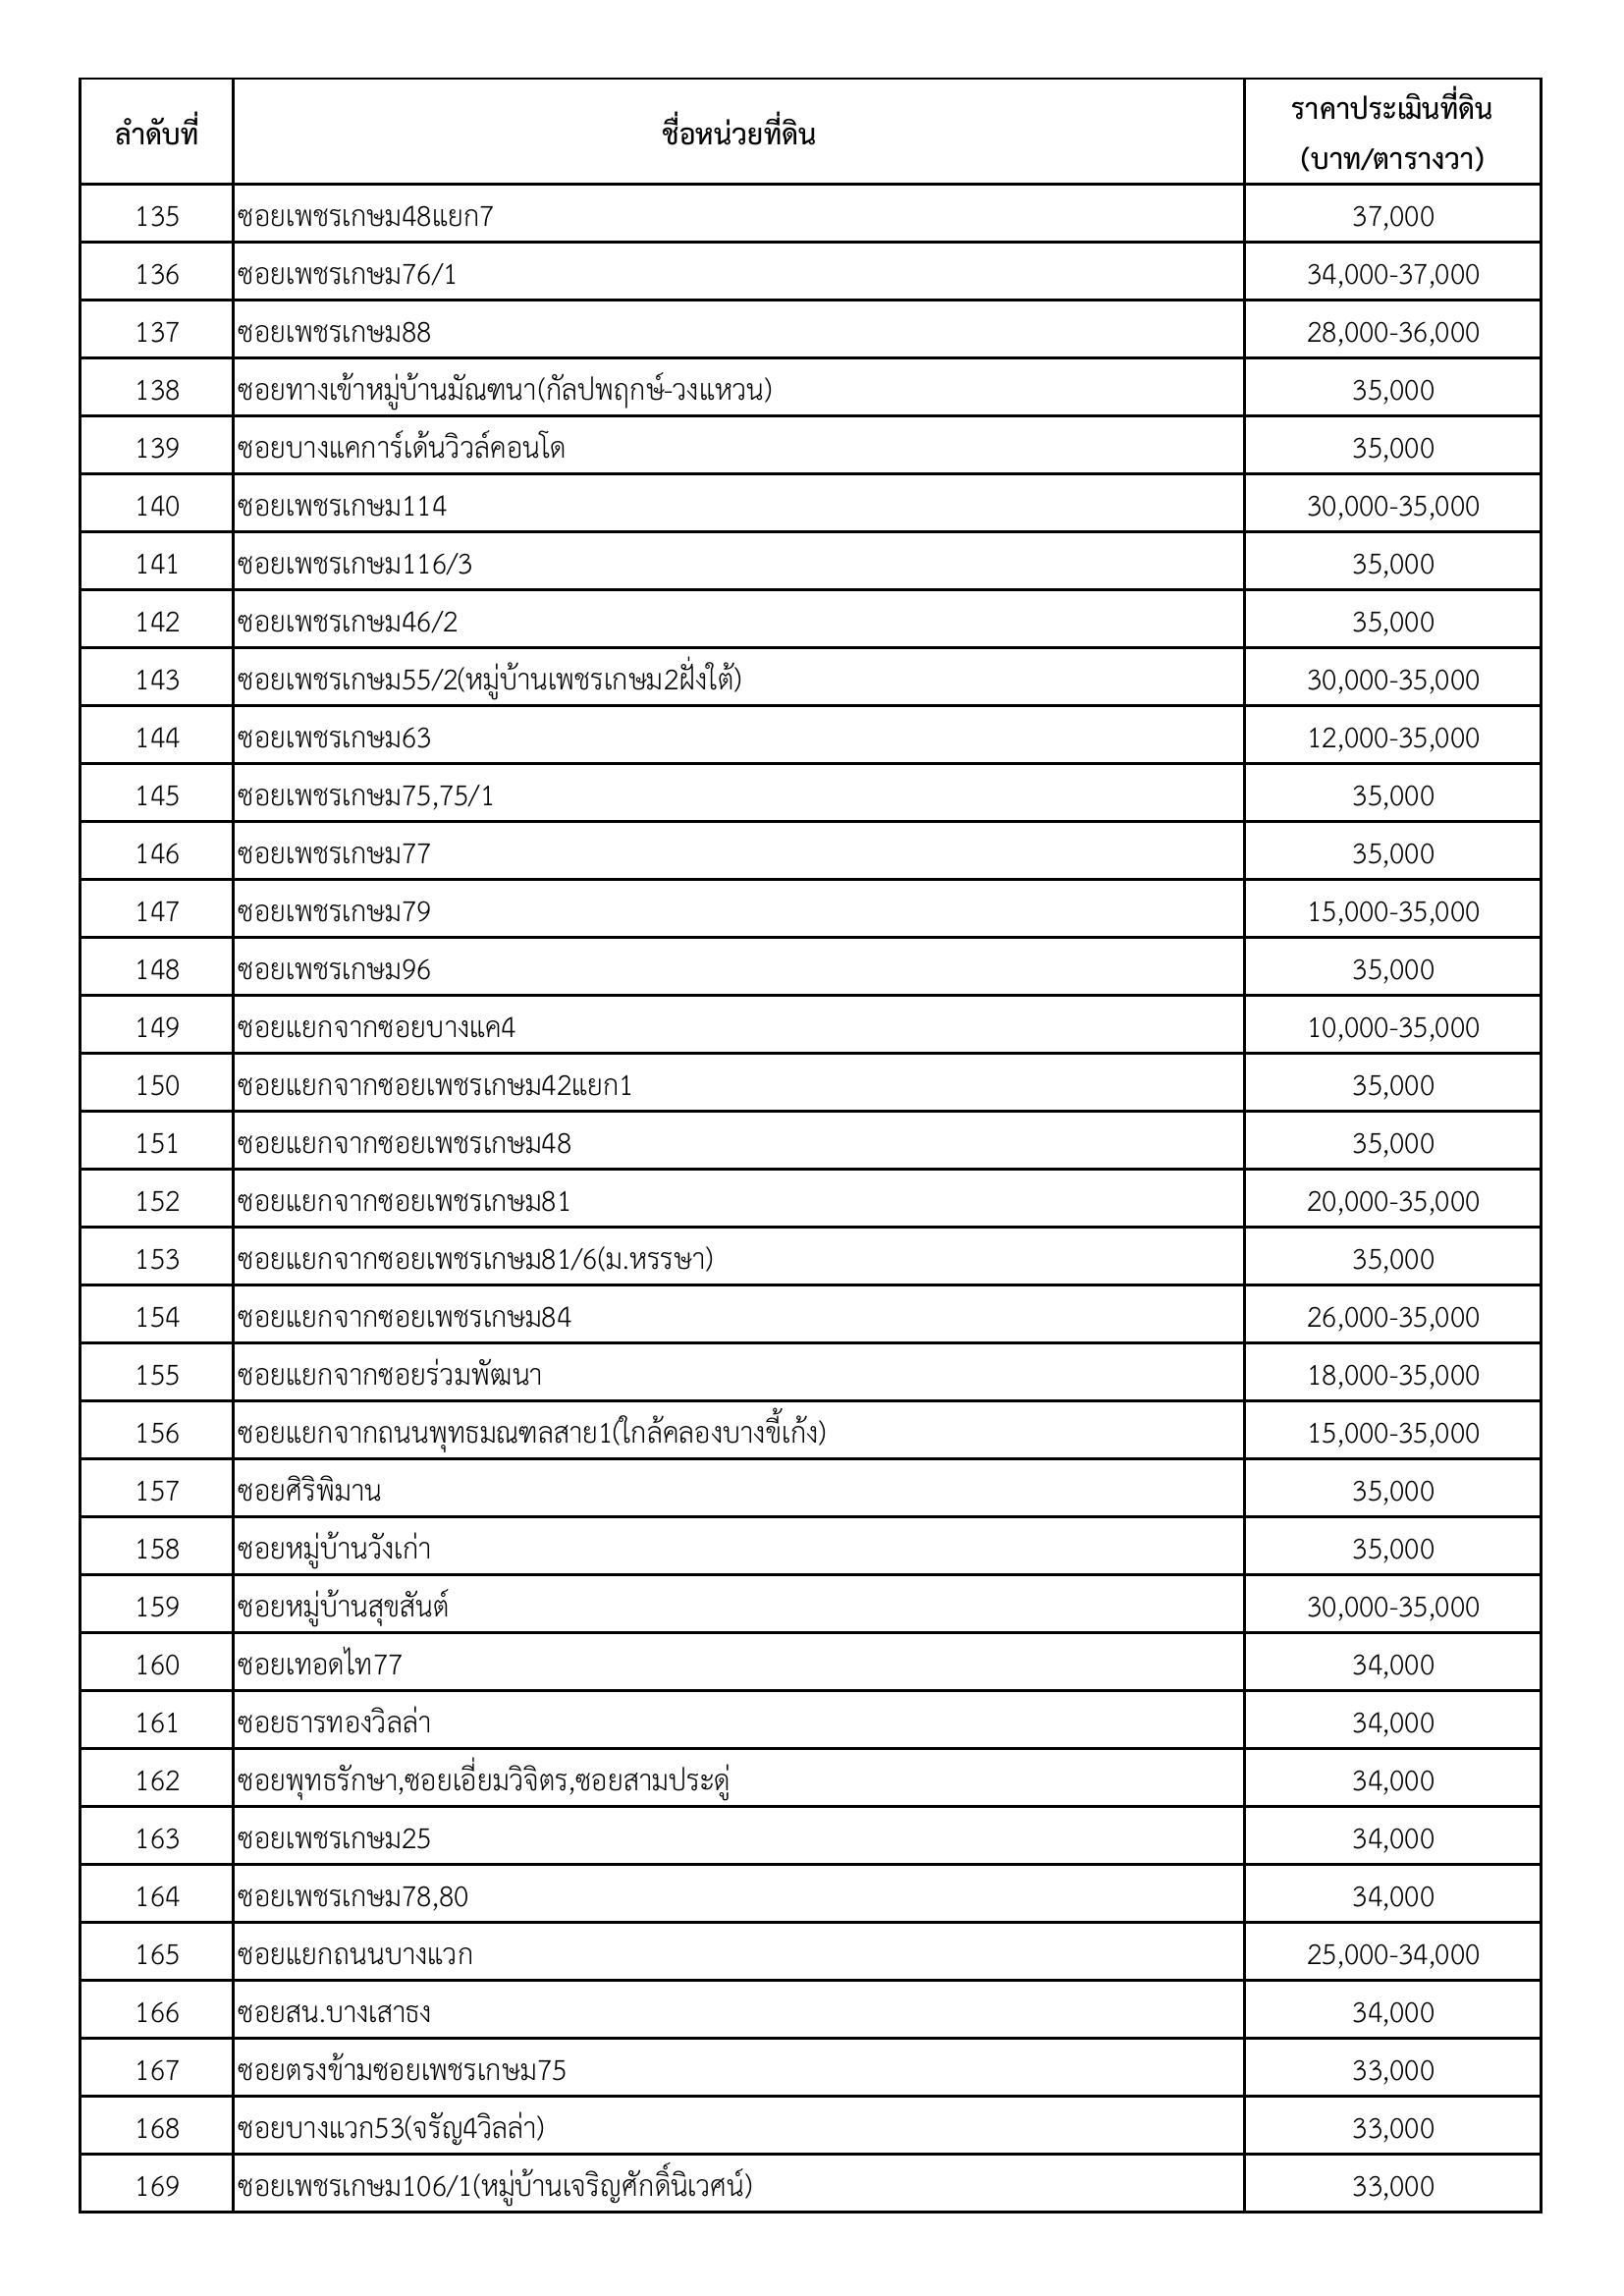 ลำดับที่ ชื่อหน่วยที่ดิน ราคาประเมินที่ดิน
(บาท/ตารางวา)
135 ซอยเพชรเกษม48แยก7 37,000
136 ซอยเพชรเกษม76/1 34,000-37,000
137 ซอยเพชรเกษม88 28,000-36,000
138 ซอยทางเข้าหมู่บ้านมัณฑนา(กัลปพฤกษ์-วงแหวน) 35,000
139 ซอยบางแคการ์เด้นวิวล์คอนโด 35,000
140 ซอยเพชรเกษม114 30,000-35,000
141 ซอยเพชรเกษม116/3 35,000
142 ซอยเพชรเกษม46/2 35,000
143 ซอยเพชรเกษม55/2(หมู่บ้านเพชรเกษม2ฝั่งใต้) 30,000-35,000
144 ซอยเพชรเกษม63 12,000-35,000
145 ซอยเพชรเกษม75,75/1 35,000
146 ซอยเพชรเกษม77 35,000
147 ซอยเพชรเกษม79 15,000-35,000
148 ซอยเพชรเกษม96 35,000
149 ซอยแยกจากซอยบางแค4 10,000-35,000
150 ซอยแยกจากซอยเพชรเกษม42แยก1 35,000
151 ซอยแยกจากซอยเพชรเกษม48 35,000
152 ซอยแยกจากซอยเพชรเกษม81 20,000-35,000
153 ซอยแยกจากซอยเพชรเกษม81/6(ม.หรรษา) 35,000
154 ซอยแยกจากซอยเพชรเกษม84 26,000-35,000
155 ซอยแยกจากซอยร่วมพัฒนา 18,000-35,000
156 ซอยแยกจากถนนพุทธมณฑลสาย1(ใกล้คลองบางขี้เก้ง) 15,000-35,000
157 ซอยศิริพิมาน 35,000
158 ซอยหมู่บ้านวังเก่า 35,000
159 ซอยหมู่บ้านสุขสันต์ 30,000-35,000
160 ซอยเทอดไท77 34,000
161 ซอยธารทองวิลล่า 34,000
162 ซอยพุทธรักษา,ซอยเอี่ยมวิจิตร,ซอยสามประดู่ 34,000
163 ซอยเพชรเกษม25 34,000
164 ซอยเพชรเกษม78,80 34,000
165 ซอยแยกถนนบางแวก 25,000-34,000
166 ซอยสน.บางเสาธง 34,000
167 ซอยตรงข้ามซอยเพชรเกษม75 33,000
168 ซอยบางแวก53(จรัญ4วิลล่า) 33,000
169 ซอยเพชรเกษม106/1(หมู่บ้านเจริญศักดิ์นิเวศน์) 33,000